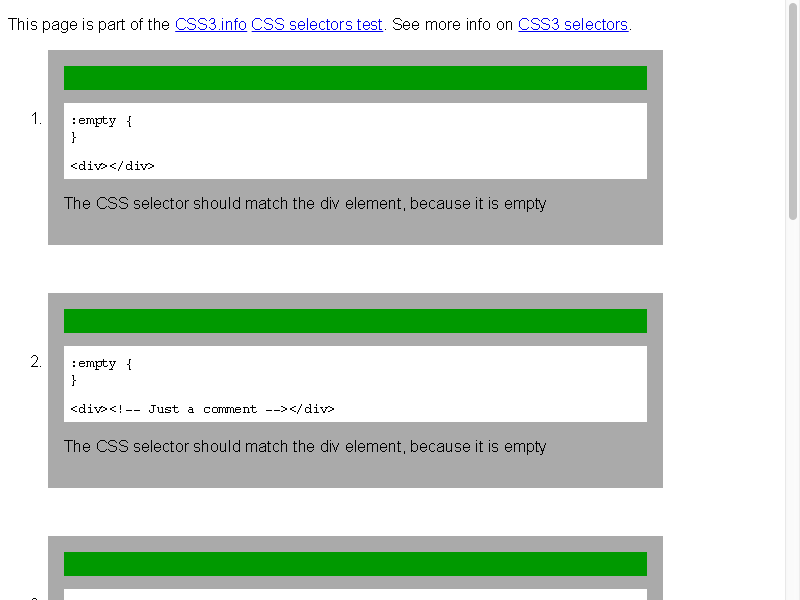 This page is part of the CSS3.info CSS selectors test. See more info on CSS3 selectors.
1.
:empty {
}
<div></div>
The CSS selector should match the div element, because it is empty
2.
:empty {
}
<div><!-- Just a comment --></div>
The CSS selector should match the div element, because it is empty